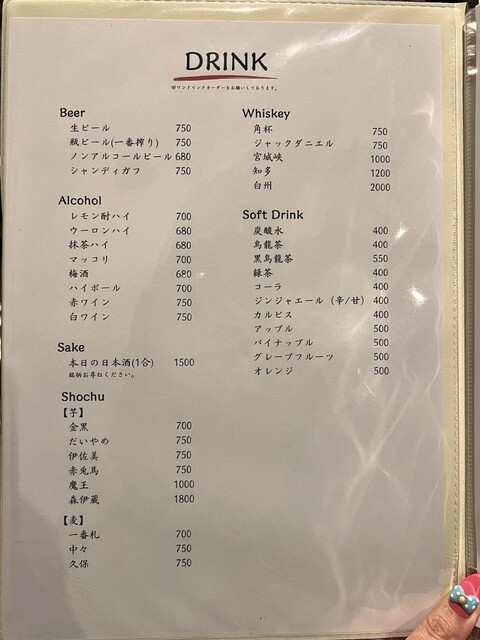 DRINK
※ワンドリンクオーダーをお願いしております。
Beer
生ビール 750
瓶ビール(一番搾り) 750
ノンアルコールビール 680
シャンディガフ 750
Alcohol
レモン酎ハイ 700
ウーロンハイ 680
抹茶ハイ 680
マッコリ 700
梅酒 680
ハイボール 700
赤ワイン 750
白ワイン 750
Sake
本日の日本酒(1合) 1500
銘柄お尋ねください。
Shochu
【芋】
金黒 700
だいやめ 750
伊佐美 750
赤兎馬 750
魔王 1000
森伊蔵 1800
【麦】
一番札 700
中々 750
久保 750
Whiskey
角杯 750
ジャックダニエル 750
宮城峡 1000
知多 1200
白州 2000
Soft Drink
炭酸水 400
烏龍茶 400
黒烏龍茶 550
緑茶 400
コーラ 400
ジンジャエール（辛/甘） 400
カルピス 400
アップル 500
パイナップル 500
グレープフルーツ 500
オレンジ 500